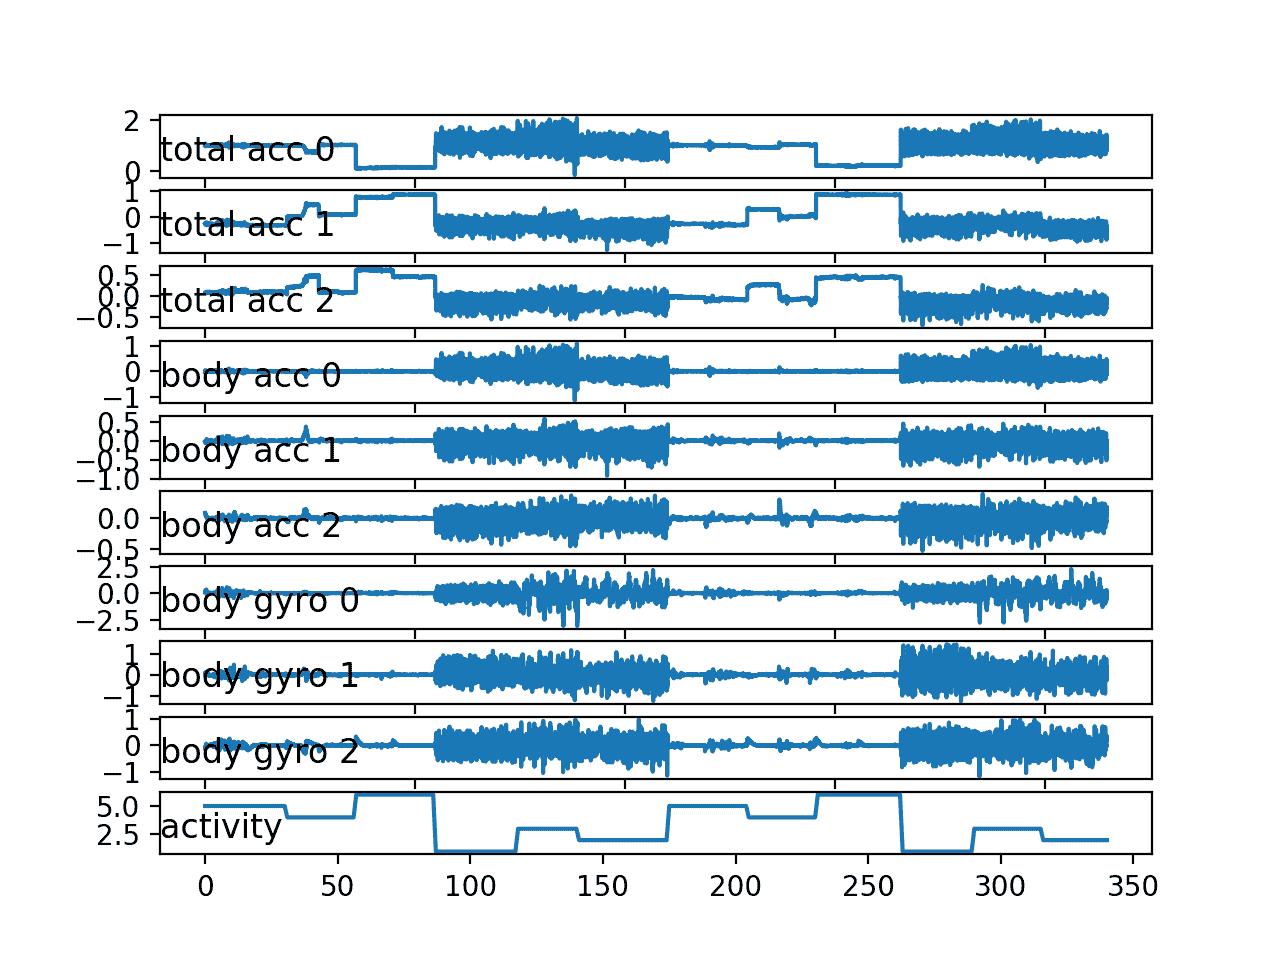 2
0
total acc 0
1
0
−1
total acc 1
0.5
0.0
−0.5
total acc 2
1
0
−1
body acc 0
0.5
0.0
−0.5
−1.0
body acc 1
0.0
−0.5
body acc 2
2.5
0.0
−2.5
body gyro 0
1
0
−1
body gyro 1
1
0
−1
body gyro 2
5.0
2.5
activity
0 50 100 150 200 250 300 350